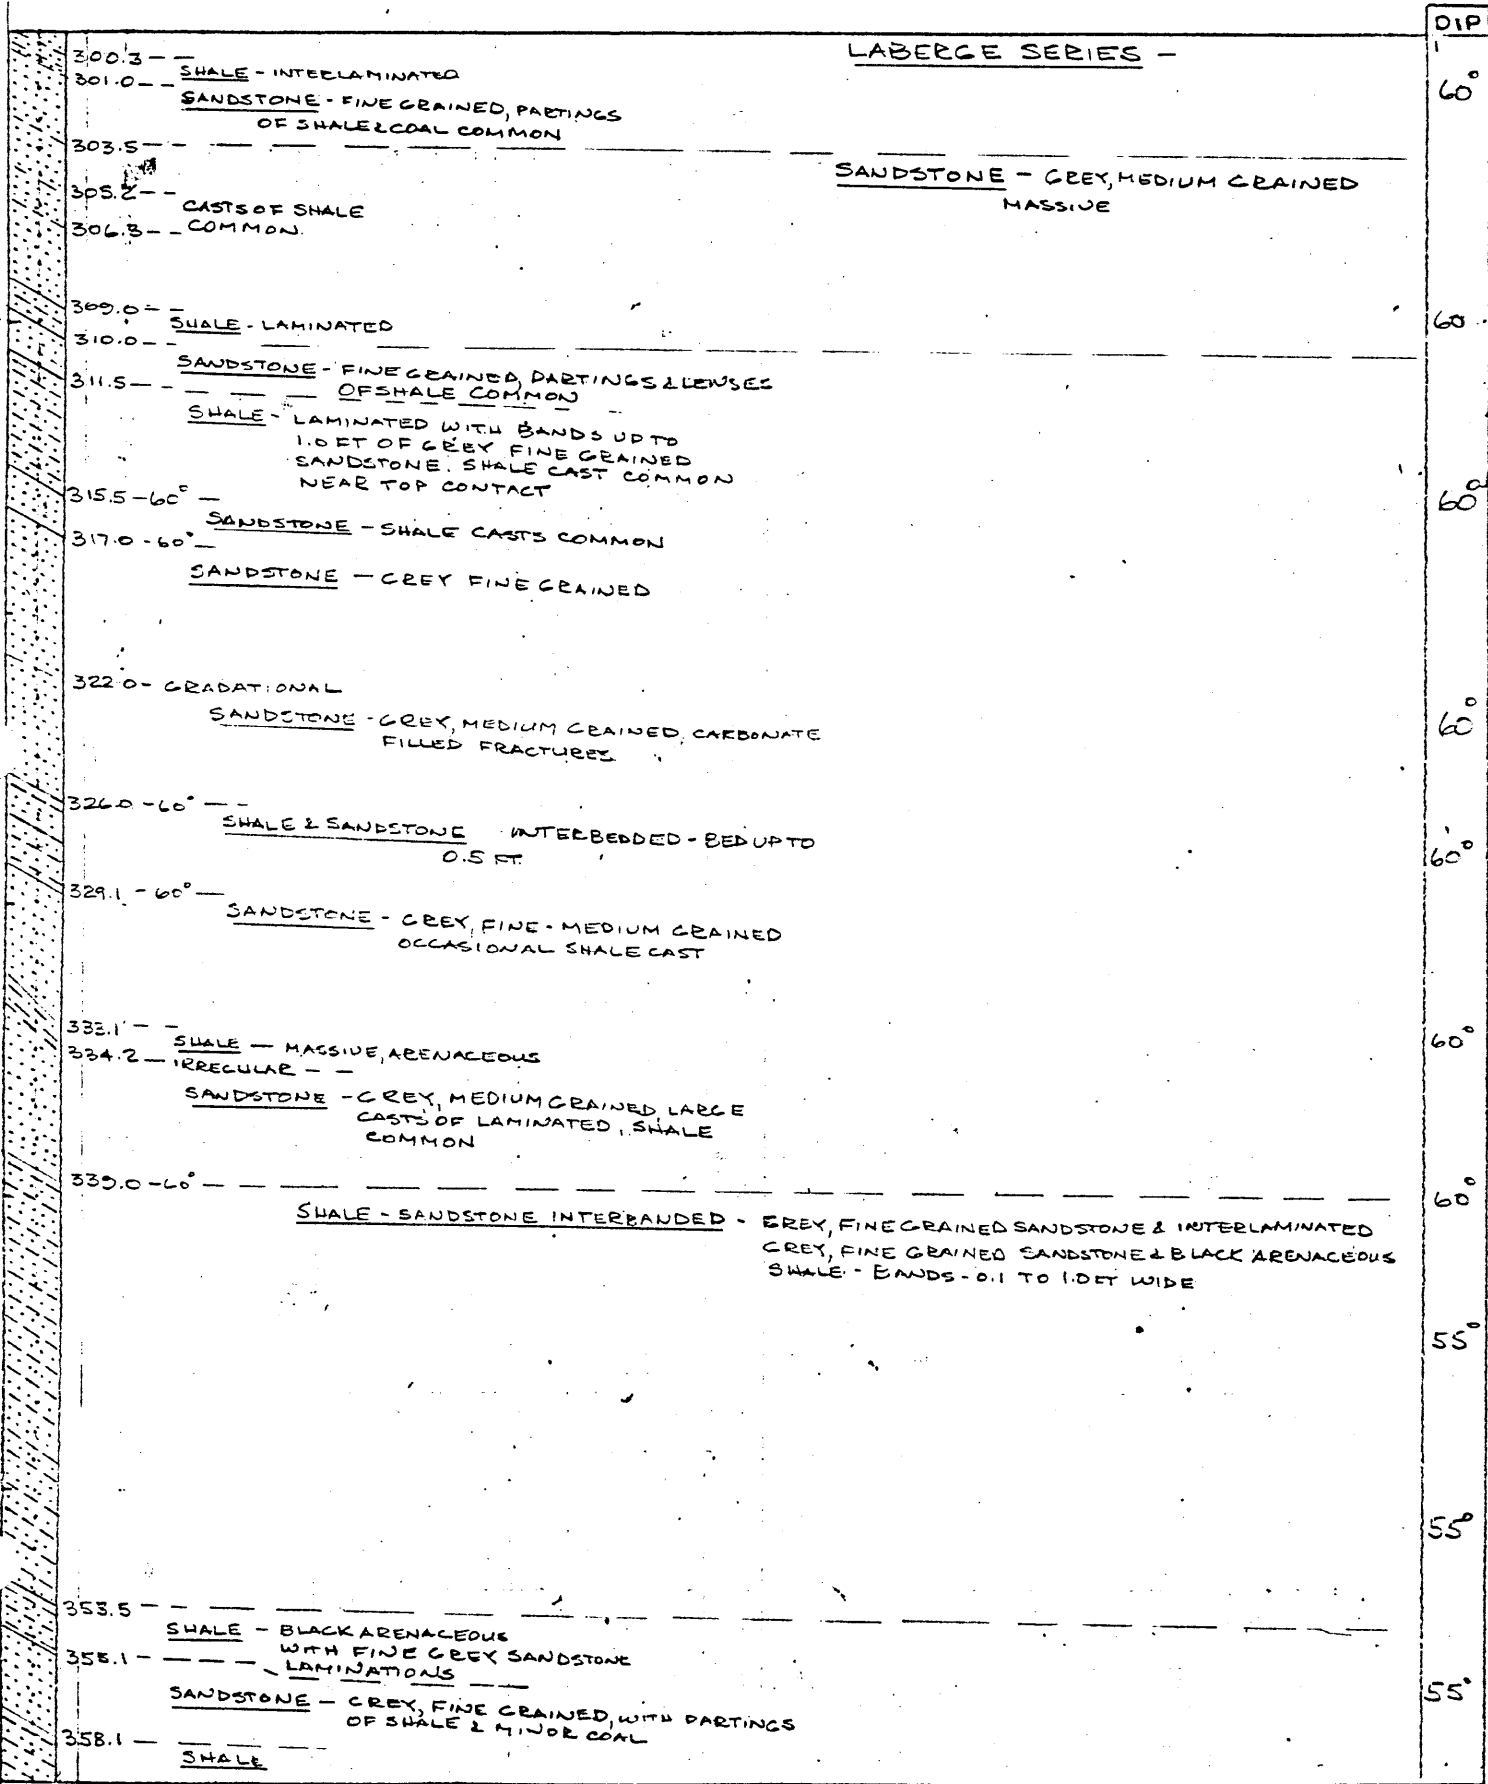 DIP
LABERGE SERIES -
300.3 - -
SHALE - INTERLAMINATED
60°
301.0 - -
SANDSTONE - FINE GRAINED, PARTINGS
OF SHALE & COAL COMMON
303.5 - -
SANDSTONE - GREY, MEDIUM GRAINED
MASSIVE
305.2 - -
CASTS OF SHALE
306.3 - - COMMON.
309.0 - -
SHALE - LAMINATED
60
310.0 - -
SANDSTONE - FINE GRAINED, PARTINGS & LENSES
311.5 - -
OF SHALE COMMON
SHALE - LAMINATED WITH BANDS UP TO
1.0 FT OF GREY FINE GRAINED
SANDSTONE. SHALE CAST COMMON
NEAR TOP CONTACT
315.5 - 60° -
60°
SANDSTONE - SHALE CASTS COMMON
317.0 - 60° -
SANDSTONE - GREY FINE GRAINED
322.0 - GRADATIONAL
SANDSTONE - GREY, MEDIUM GRAINED, CARBONATE
FILLED FRACTURES
60°
326.0 - 60° - -
SHALE & SANDSTONE INTERBEDDED - BED UP TO
0.5 FT.
60°
329.1 - 60° -
SANDSTONE - GREY, FINE - MEDIUM GRAINED
OCCASIONAL SHALE CAST
333.1 - -
SHALE - MASSIVE, ARENACEOUS
60°
334.2 - IRREGULAR - -
SANDSTONE - GREY, MEDIUM GRAINED, LARGE
CASTS OF LAMINATED, SHALE
COMMON
339.0 - 60° -
60°
SHALE - SANDSTONE INTERBANDED - GREY, FINE GRAINED SANDSTONE & INTERLAMINATED
GREY, FINE GRAINED SANDSTONE & BLACK ARENACEOUS
SHALE - BANDS - 0.1 TO 1.0 FT WIDE
55°
55°
353.5 - -
SHALE - BLACK ARENACEOUS
WITH FINE GREY SANDSTONE
355.1 - - - - LAMINATIONS
SANDSTONE - GREY, FINE GRAINED, WITH PARTINGS
OF SHALE & MINOR COAL
55°
358.1 -
SHALE